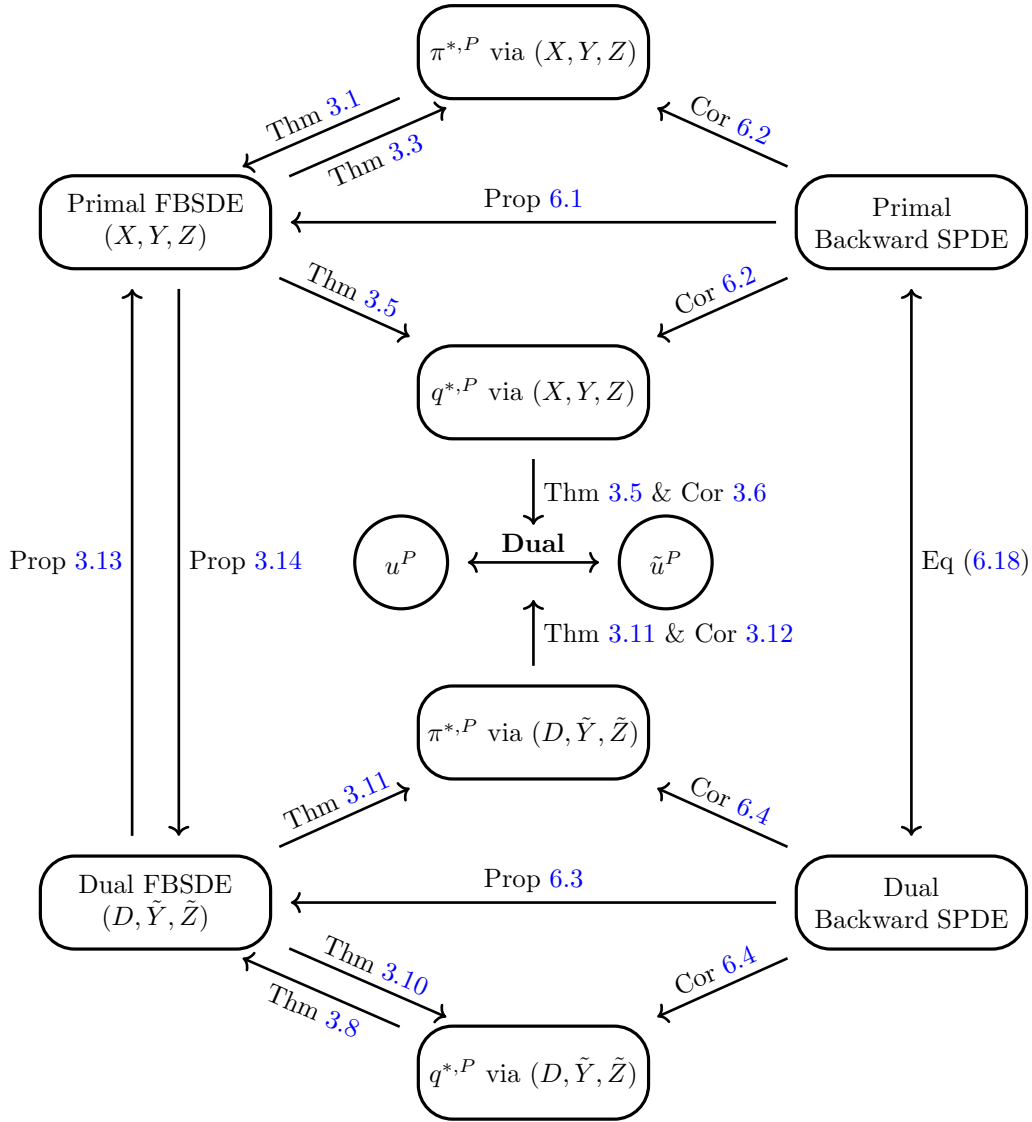 π*,P via (X, Y, Z)
Thm 3.1
Thm 3.3
Cor 6.2
Primal FBSDE
(X, Y, Z)
Prop 6.1
Primal
Backward SPDE
Thm 3.5
Cor 6.2
q*,P via (X, Y, Z)
Thm 3.5 & Cor 3.6
Prop 3.13
Prop 3.14
u^P
Dual
ũ^P
Eq (6.18)
Thm 3.11 & Cor 3.12
π*,P via (D, Ỹ, Z̃)
Thm 3.11
Cor 6.4
Dual FBSDE
(D, Ỹ, Z̃)
Prop 6.3
Dual
Backward SPDE
Thm 3.10
Thm 3.8
Cor 6.4
q*,P via (D, Ỹ, Z̃)